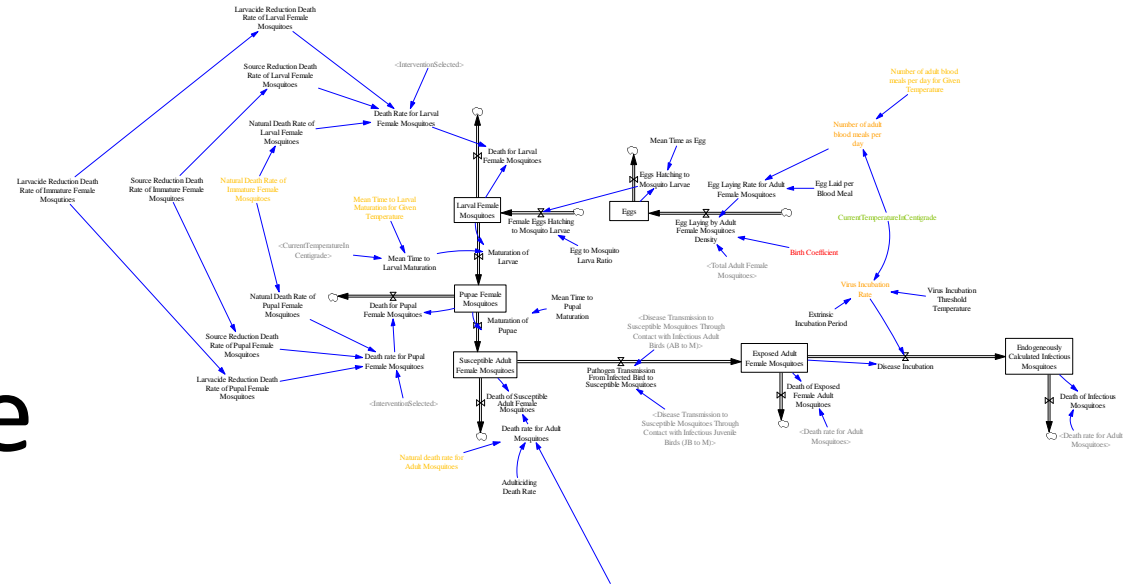 Larvacide Reduction Death
Rate of Larval Female
Mosquitoes
Source Reduction Death
Rate of Larval Female
Mosquitoes
<IntervensionSelected>
Number of adult blood
meals per day for Given
Temperature
Natural Death Rate of
Larval Female
Mosquitoes
Death Rate for Larval
Female Mosquitoes
Number of adult
blood meals per
day
Mean Time as Egg
Death for Larval
Female Mosquitoes
Larvacide Reduction Death
Rate of Immature Female
Mosqutinoes
Source Reduction Death
Rate of Immature Female
Mosquitoes
Natural Death Rate of
Immature Female
Mosquitoes
Eggs Hatching to
Mosquito Larvae
Egg Laying Rate for Adult
Female Mosquitoes
Egg Laid per
Blood Meal
Mean Time to Larval
Maturation for Given
Temperature
Larval Female
Mosquitoes
Female Eggs Hatching
to Mosquito Larvae
Eggs
Egg Laying by Adult
Female Mosquitoes
Density
CurrentTemperatureInCentigrade
<CurrentTemperatureIn
Centigrade>
Mean Time to
Larval Maturation
Maturation of
Larvae
Egg to Mosquito
Larva Ratio
Birth Coefficient
<Total Adult Female
Mosquitoes>
Natural Death Rate of
Pupal Female
Mosquitoes
Death for Pupal
Female Mosquitoes
Pupae Female
Mosquitoes
Mean Time to
Pupal
Maturation
Maturation of
Pupae
Virus Incubation
Rate
Virus Incubation
Threshold
Temperature
Extrinsic
Incubation Period
<Disease Transmission to
Susceptible Mosquitoes Through
Contact with Infectious Adult
Birds (AB to M)>
Source Reduction Death
Rate of Pupal Female
Mosquitoes
Death rate for Pupal
Female Mosquitoes
Susceptible Adult
Female Mosquitoes
Pathogen Transmission
From Infected Bird to
Susceptible Mosquitoes
Exposed Adult
Female Mosquitoes
Disease Incubation
Endogeneously
Calculated Infectious
Mosquitoes
Larvacide Reduction Death
Rate of Pupal Female
Mosquitoes
<IntervensionSelected>
Death of Susceptible
Adult Female
Mosquitoes
Death of Exposed
Female Adult
Mosquitoes
Death of Infectious
Mosquitoes
e
<Disease Transmission to
Susceptible Mosquitoes Through
Contact with Infectious Juvenile
Birds (JB to M)>
Death rate for Adult
Mosquitoes
<Death rate for Adult
Mosquitoes>
<Death rate for Adult
Mosquitoes>
Natural death rate for
Adult Mosquitoes
Adulticiding
Death Rate